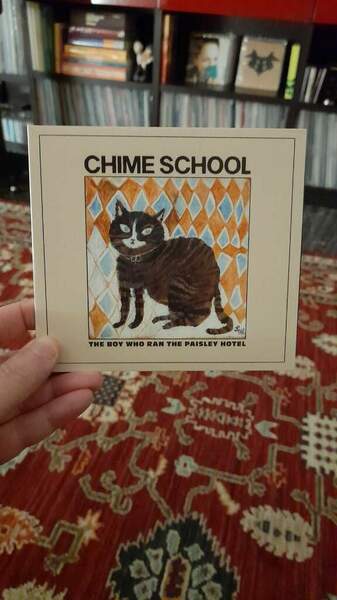 CHIME SCHOOL
THE BOY WHO RAN THE PAISLEY HOTEL